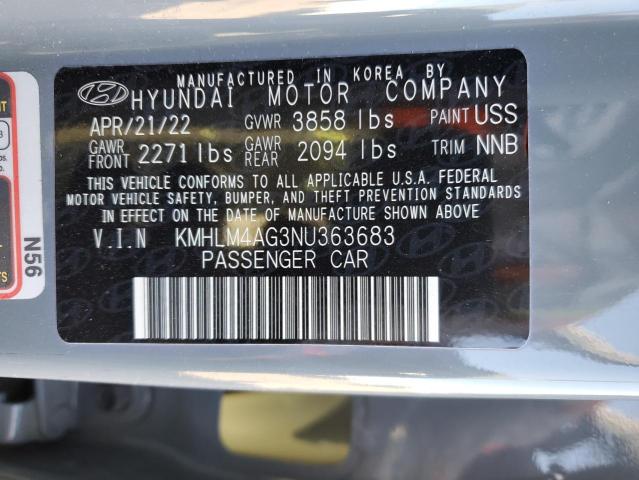 MANUFACTURED IN KOREA BY
HYUNDAI MOTOR COMPANY
APR/21/22 GVWR 3858 lbs PAINT USS
GAWR FRONT 2271 lbs GAWR REAR 2094 lbs TRIM NNB
THIS VEHICLE CONFORMS TO ALL APPLICABLE U.S.A. FEDERAL
MOTOR VEHICLE SAFETY, BUMPER, AND THEFT PREVENTION
STANDARDS IN EFFECT ON THE DATE OF MANUFACTURE SHOWN ABOVE.
V.I.N KMHLM4AG3NU363683
PASSENGER CAR
N56